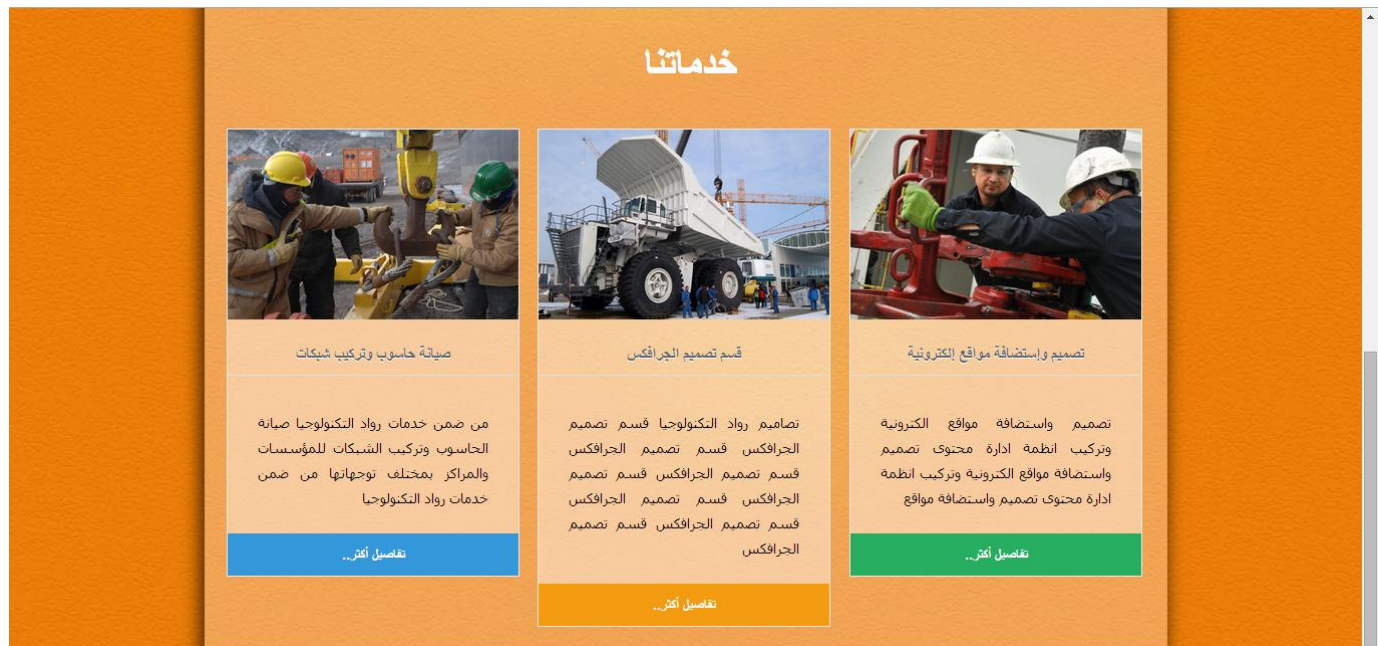 خدماتنا
تصميم وإستضافة مواقع إلكترونية
تصميم واستضافة مواقع الكترونية
وتركيب انظمة ادارة محتوى تصميم
واستضافة مواقع الكترونية وتركيب انظمة
ادارة محتوى تصميم واستضافة مواقع
تفاصيل أكثر..
قسم تصميم الجرافكس
تصاميم رواد التكنولوجيا قسم تصميم
الجرافكس قسم تصميم الجرافكس
قسم تصميم الجرافكس قسم تصميم
الجرافكس قسم تصميم الجرافكس
قسم تصميم الجرافكس قسم تصميم
الجرافكس
تفاصيل أكثر..
صيانة حاسوب وتركيب شبكات
من ضمن خدمات رواد التكنولوجيا صيانة
الحاسوب وتركيب الشبكات للمؤسسات
والمراكز بمختلف توجهاتها من ضمن
خدمات رواد التكنولوجيا
تفاصيل أكثر..